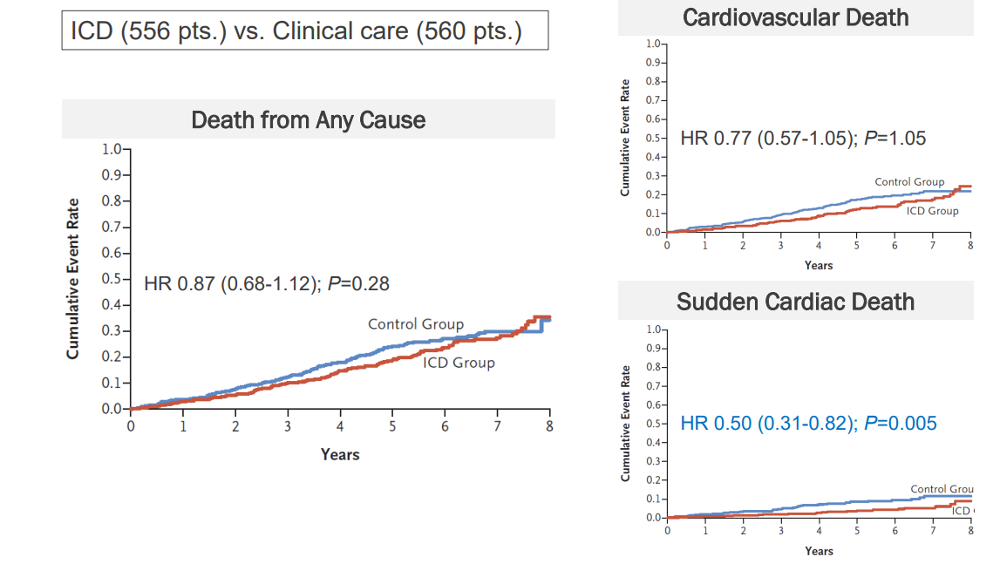 ICD (556 pts.) vs. Clinical care (560 pts.)
Death from Any Cause
Cumulative Event Rate
1.0
0.9
0.8
0.7
0.6
0.5
0.4
0.3
0.2
0.1
0.0
HR 0.87 (0.68-1.12); P=0.28
Control Group
ICD Group
0 1 2 3 4 5 6 7 8
Years
Cardiovascular Death
Cumulative Event Rate
1.0
0.9
0.8
0.7
0.6
0.5
0.4
0.3
0.2
0.1
0.0
HR 0.77 (0.57-1.05); P=1.05
Control Group
ICD Group
0 1 2 3 4 5 6 7 8
Years
Sudden Cardiac Death
Cumulative Event Rate
1.0
0.9
0.8
0.7
0.6
0.5
0.4
0.3
0.2
0.1
0.0
HR 0.50 (0.31-0.82); P=0.005
Control Grou
ICD
0 1 2 3 4 5 6 7 8
Years